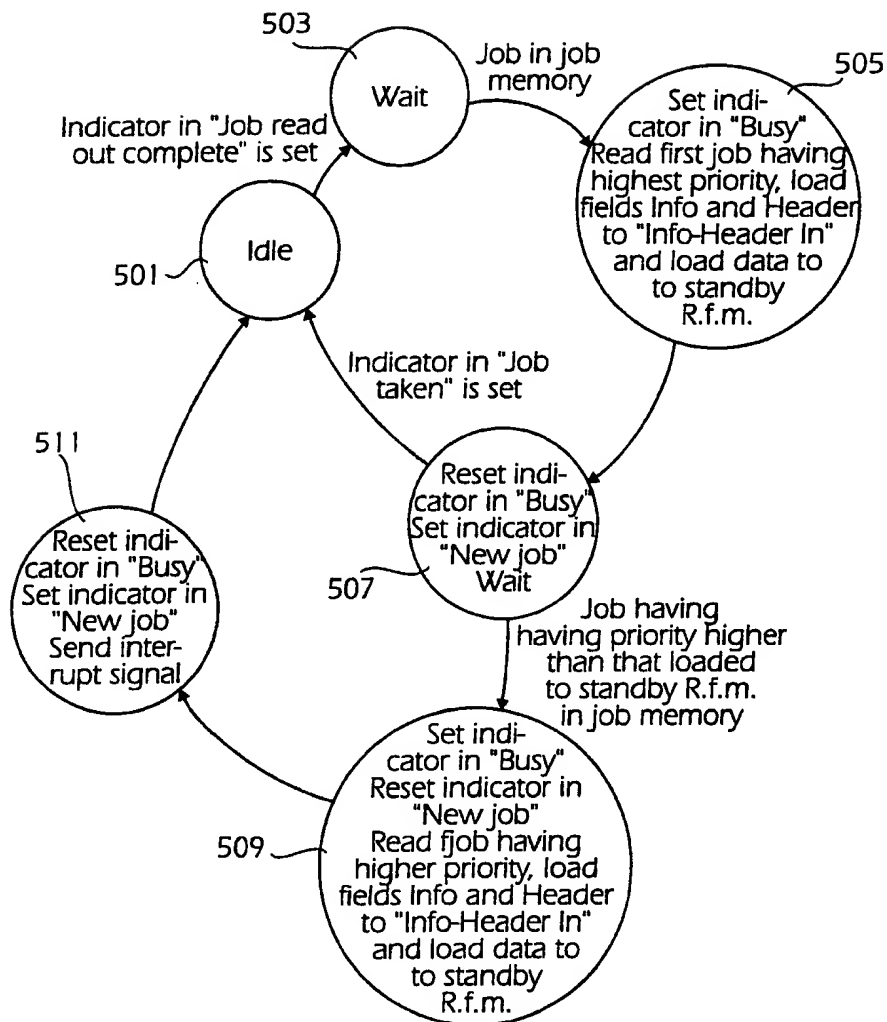 503
Wait
Job in job
memory
505
Set indi-
cator in "Busy"
Read first job having
highest priority, load
fields Info and Header
to "Info-Header In"
and load data to
to standby
R.f.m.
Indicator in "Job read
out complete" is set
Idle
501
Indicator in "Job
taken" is set
511
Reset indi-
cator in "Busy"
Set indicator in
"New job"
Send inter-
rupt signal
Reset indi-
cator in "Busy"
Set indicator in
"New job"
Wait
507
Job having
having priority higher
than that loaded
to standby R.f.m.
in job memory
Set indi-
cator in "Busy"
Reset indicator in
"New job"
Read fjob having
higher priority, load
fields Info and Header
to "Info-Header In"
and load data to
to standby
R.f.m.
509